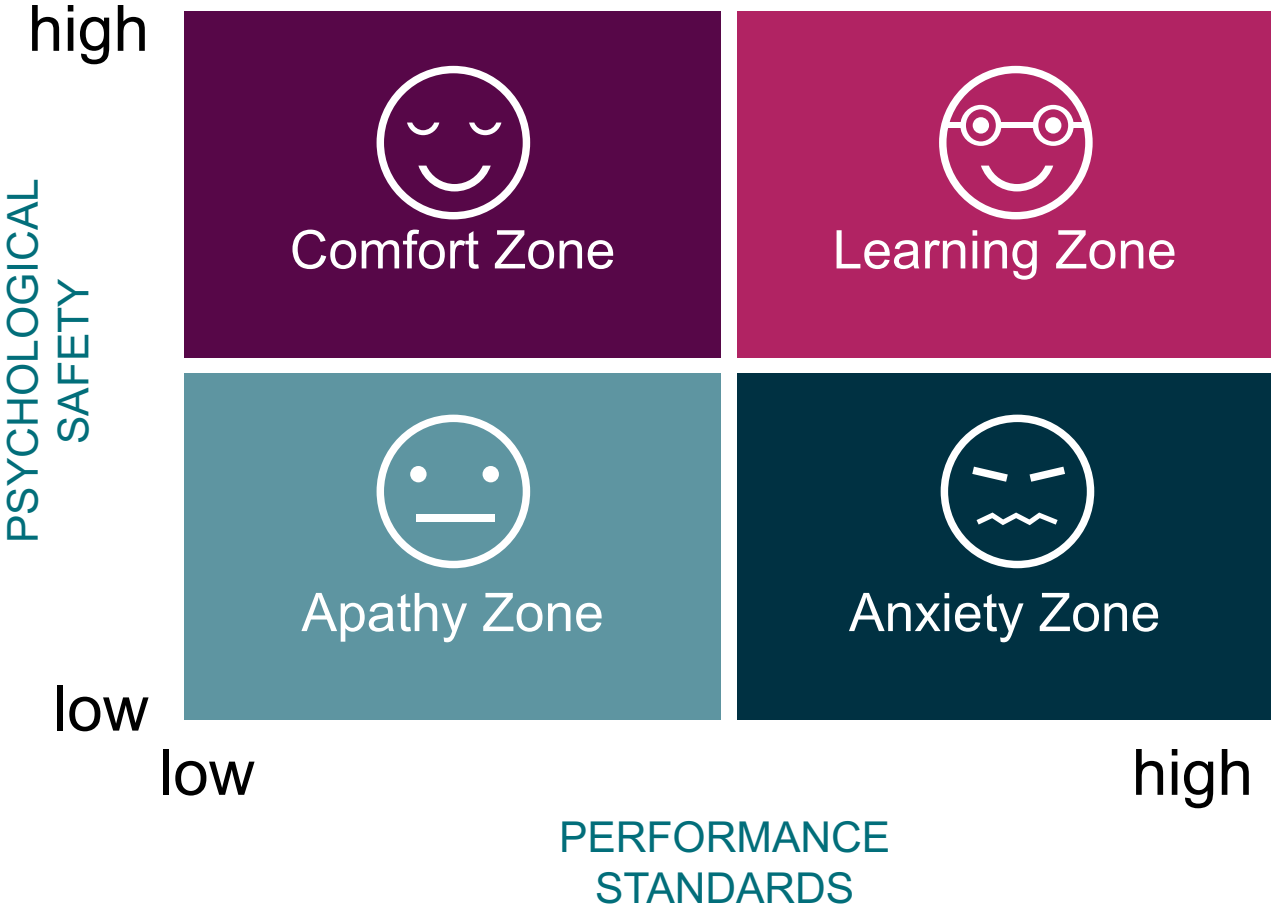 high
PSYCHOLOGICAL
SAFETY
Comfort Zone
Learning Zone
Apathy Zone
Anxiety Zone
low
low
high
PERFORMANCE
STANDARDS